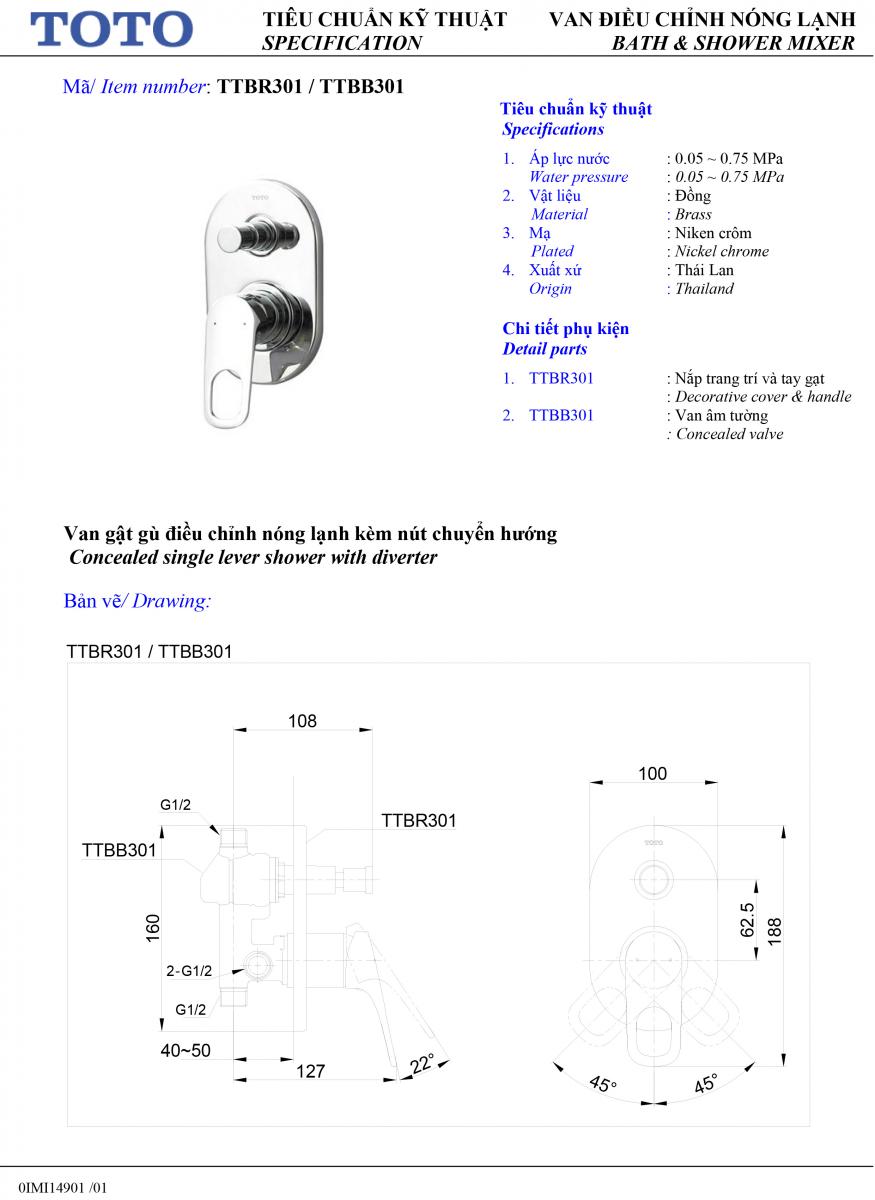 TOTO
TIÊU CHUẨN KỸ THUẬT
SPECIFICATION
VAN ĐIỀU CHỈNH NÓNG LẠNH
BATH & SHOWER MIXER
Mã/ Item number: TTBR301 / TTBB301
TOTO
Tiêu chuẩn kỹ thuật
Specifications
1. Áp lực nước : 0.05 ~ 0.75 MPa
Water pressure : 0.05 ~ 0.75 MPa
2. Vật liệu : Đồng
Material : Brass
3. Mạ : Niken crôm
Plated : Nickel chrome
4. Xuất xứ : Thái Lan
Origin : Thailand
Chi tiết phụ kiện
Detail parts
1. TTBR301 : Nắp trang trí và tay gạt
: Decorative cover & handle
2. TTBB301 : Van âm tường
: Concealed valve
Van gật gù điều chỉnh nóng lạnh kèm nút chuyển hướng
Concealed single lever shower with diverter
Bản vẽ/ Drawing:
TTBR301 / TTBB301
108
G1/2
TTBR301
TTBB301
160
2-G1/2
G1/2
40~50
127
22°
100
TOTO
62.5
188
45°
45°
0IMI14901 /01